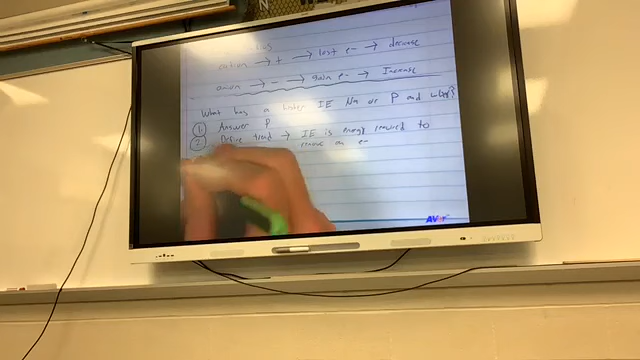 cation → + → lost e- → decrease
anion → - → gain e- → Increase
What has a higher IE Na or P and why?
① Answer P
② Define trend → IE is energy required to
remove an e-
AVer